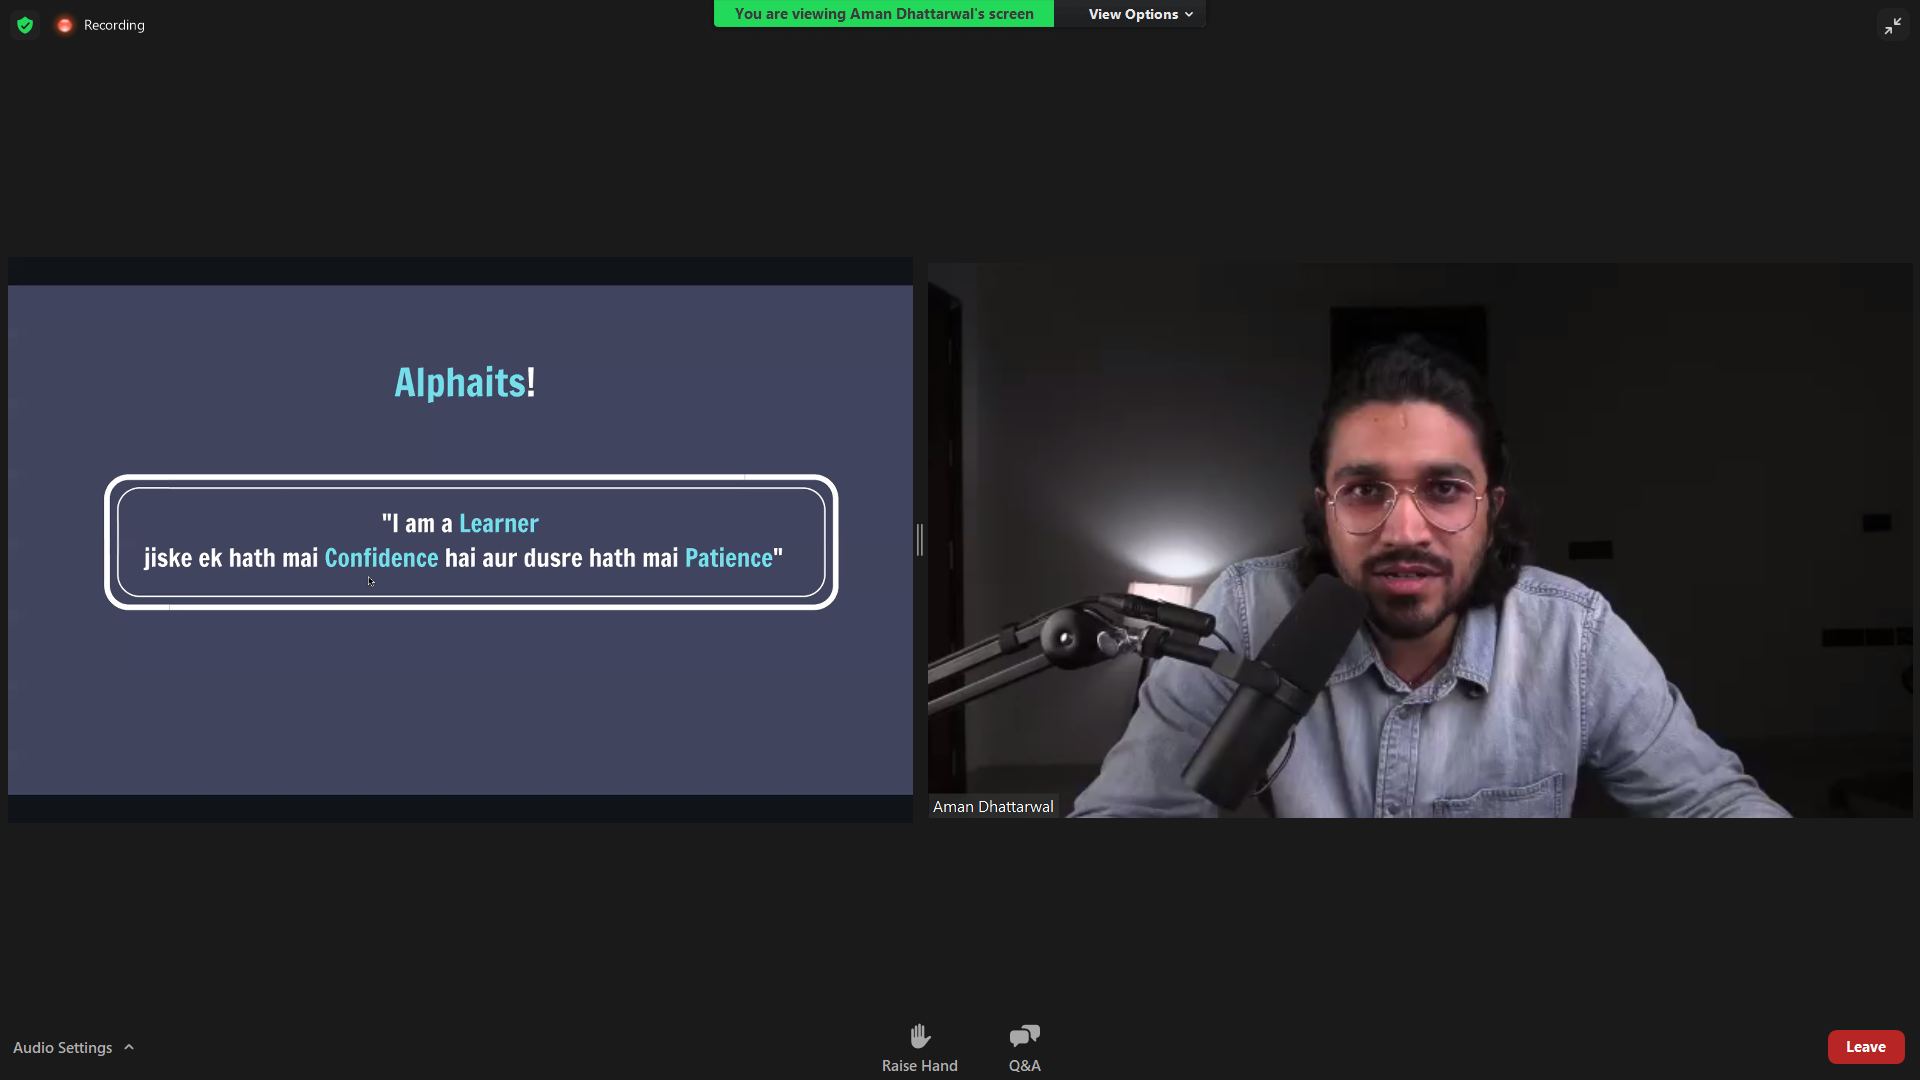 Recording
You are viewing Aman Dhattarwal's screen
View Options
Alphaits!
"I am a Learner
jiske ek hath mai Confidence hai aur dusre hath mai Patience"
Aman Dhattarwal
Audio Settings
Raise Hand
Q&A
Leave